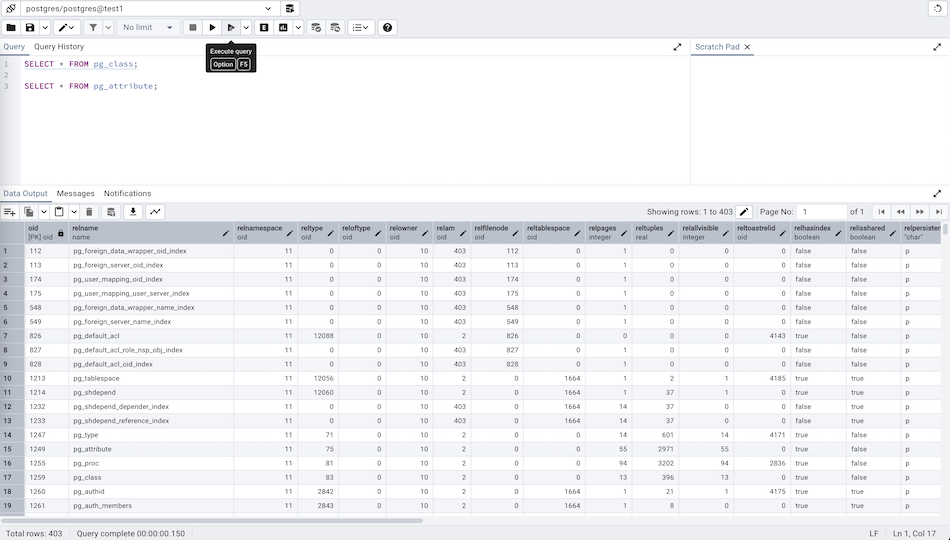 postgres/postgres@test1
No limit
Query Query History
Execute query
Option F5
Scratch Pad
1 SELECT * FROM pg_class;
2
3 SELECT * FROM pg_attribute;
Data Output Messages Notifications
Showing rows: 1 to 403 Page No: 1 of 1
oid relname relnamespace reltype reloftype relowner relam relfilenode reltablespace relpages reltuples relallvisible reltoastrelid relhasindex relisshared relpersisten
[PK] oid name oid oid oid oid oid oid oid integer real integer oid boolean boolean "char"
1 112 pg_foreign_data_wrapper_oid_index 11 0 0 10 403 112 0 1 0 0 0 false false p
2 113 pg_foreign_server_oid_index 11 0 0 10 403 113 0 1 0 0 0 false false p
3 174 pg_user_mapping_oid_index 11 0 0 10 403 174 0 1 0 0 0 false false p
4 175 pg_user_mapping_user_server_index 11 0 0 10 403 175 0 1 0 0 0 false false p
5 548 pg_foreign_data_wrapper_name_index 11 0 0 10 403 548 0 1 0 0 0 false false p
6 549 pg_foreign_server_name_index 11 0 0 10 403 549 0 1 0 0 0 false false p
7 826 pg_default_acl 11 12088 0 10 2 826 0 0 0 0 4143 true false p
8 827 pg_default_acl_role_nsp_obj_index 11 0 0 10 403 827 0 1 0 0 0 false false p
9 828 pg_default_acl_oid_index 11 0 0 10 403 828 0 1 0 0 0 false false p
10 1213 pg_tablespace 11 12056 0 10 2 0 1664 1 2 1 4185 true true p
11 1214 pg_shdepend 11 12060 0 10 2 0 1664 1 37 1 0 true true p
12 1232 pg_shdepend_depender_index 11 0 0 10 403 0 1664 14 37 0 0 false true p
13 1233 pg_shdepend_reference_index 11 0 0 10 403 0 1664 14 37 0 0 false true p
14 1247 pg_type 11 71 0 10 2 0 0 14 601 14 4171 true false p
15 1249 pg_attribute 11 75 0 10 2 0 0 55 2971 55 0 true false p
16 1255 pg_proc 11 81 0 10 2 0 0 94 3202 94 2836 true false p
17 1259 pg_class 11 83 0 10 2 0 0 13 396 13 0 true false p
18 1260 pg_authid 11 2842 0 10 2 0 1664 1 21 1 4175 true true p
19 1261 pg_auth_members 11 2843 0 10 2 0 1664 1 8 0 0 true true p
Total rows: 403 Query complete 00:00:00.150 LF Ln 1, Col 17